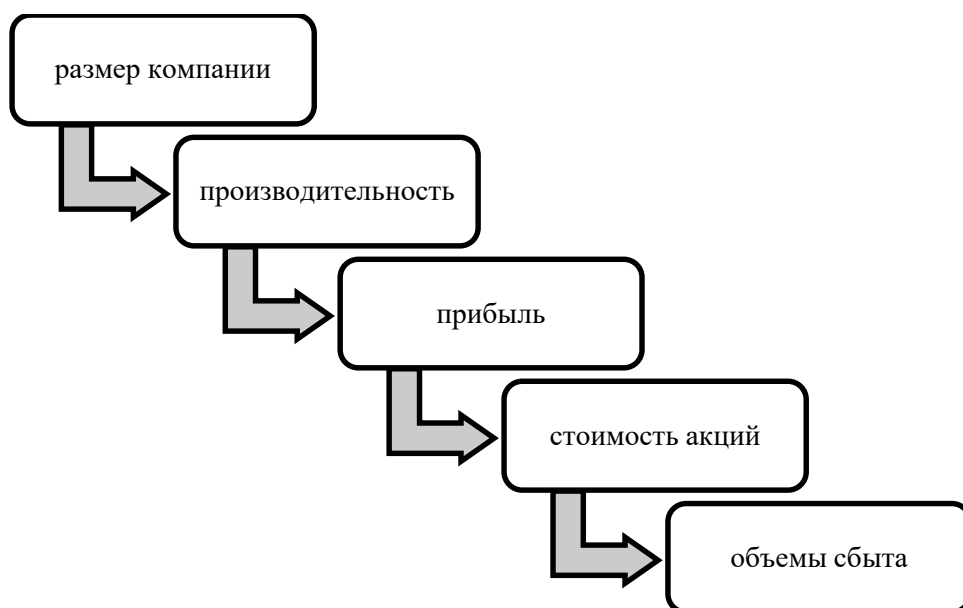 размер компании
производительность
прибыль
стоимость акций
объемы сбыта